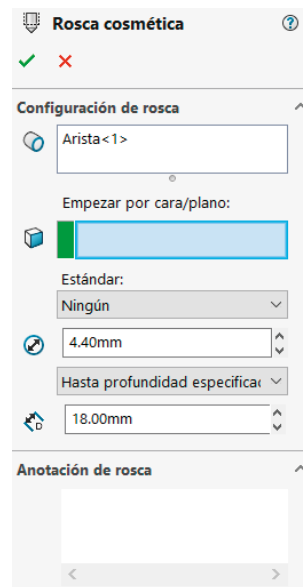 Rosca cosmética
Configuración de rosca
Arista<1>
Empezar por cara/plano:
Estándar:
Ningún
4.40mm
Hasta profundidad especificac
18.00mm
Anotación de rosca